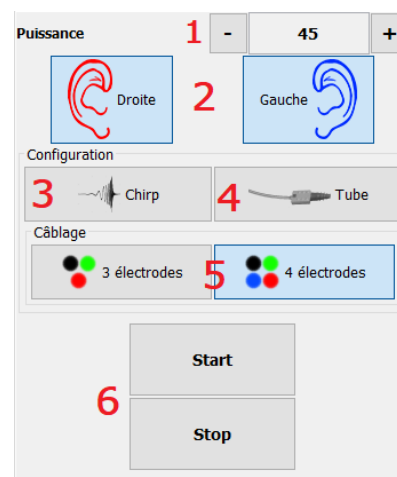 Puissance 1 - 45 +
Droite 2 Gauche
Configuration
3 Chirp 4 Tube
Câblage
3 électrodes 5 4 électrodes
Start
6
Stop